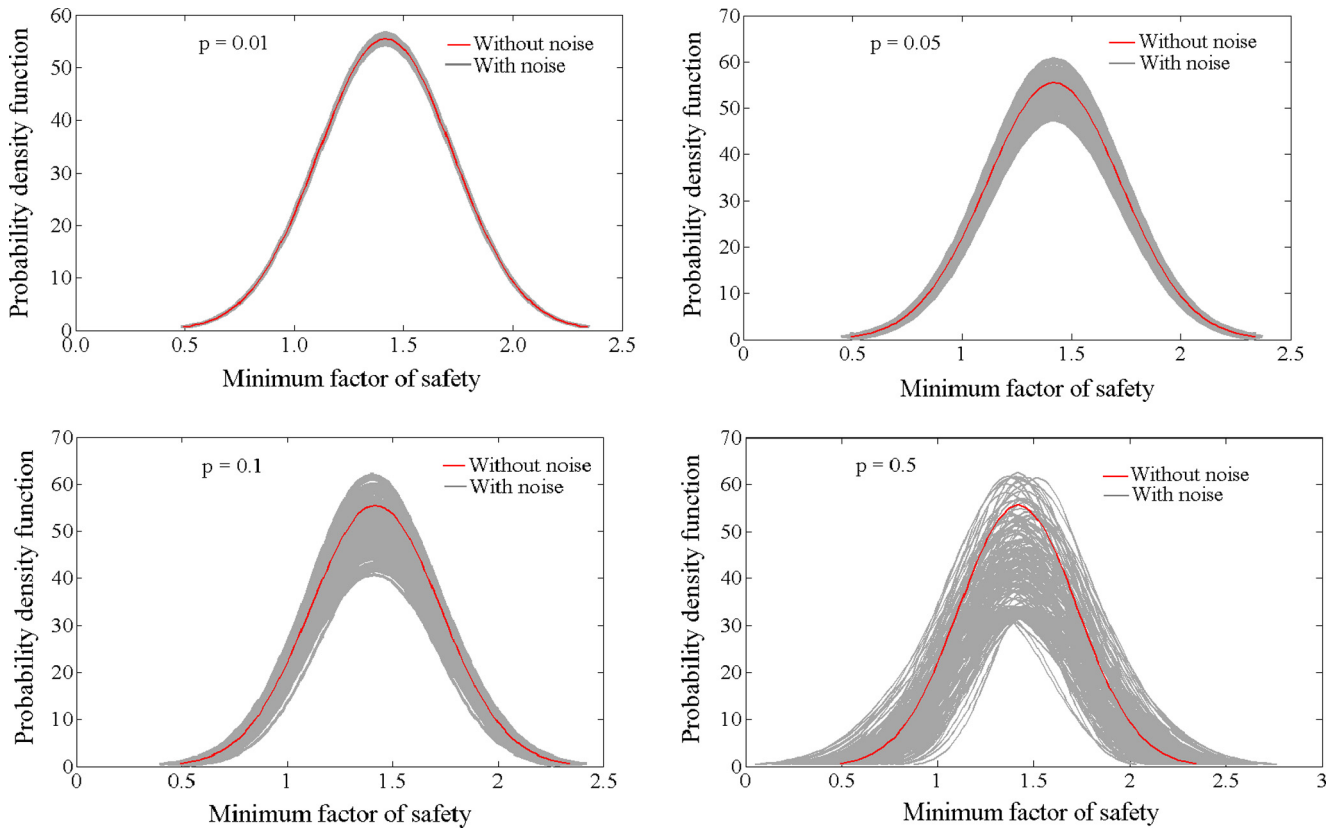 60
p = 0.01
Without noise
With noise
50
40
30
20
10
0
0.0 0.5 1.0 1.5 2.0 2.5
Probability density function
Minimum factor of safety
70
p = 0.05
Without noise
With noise
60
50
40
30
20
10
0
0 0.5 1 1.5 2 2.5
Probability density function
Minimum factor of safety
70
p = 0.1
Without noise
With noise
60
50
40
30
20
10
0
0 0.5 1 1.5 2 2.5
Probability density function
Minimum factor of safety
70
p = 0.5
Without noise
With noise
60
50
40
30
20
10
0
0 0.5 1 1.5 2 2.5 3
Probability density function
Minimum factor of safety